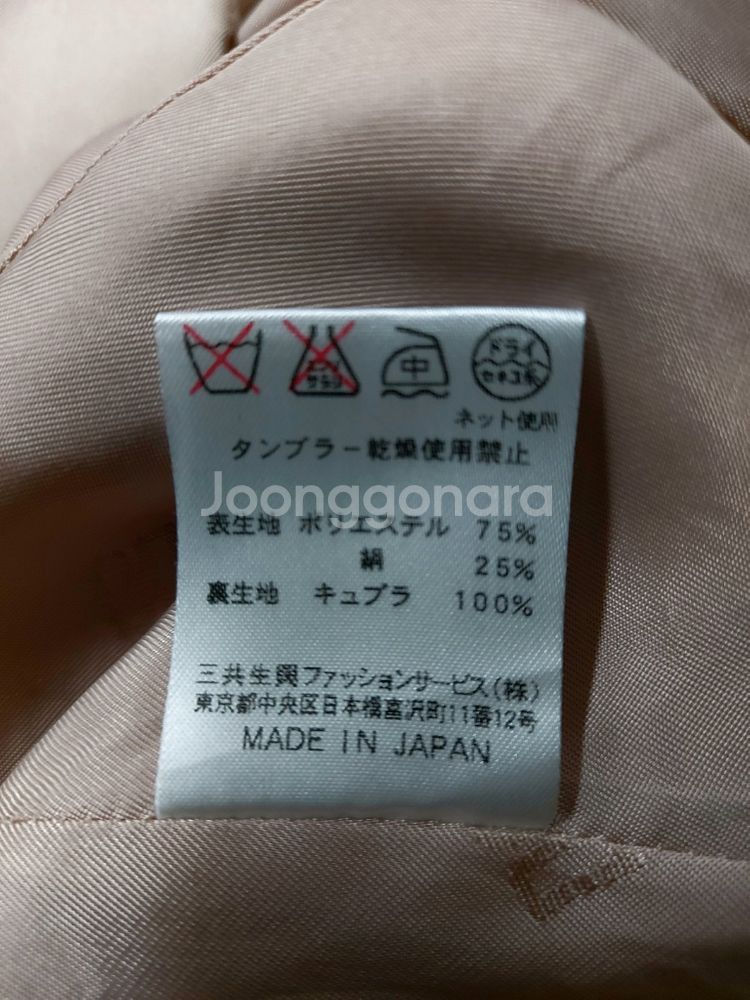 中
ドライ
セキユ系
ネット使用
タンブラー乾燥使用禁止
Joonggonara
表生地 ポリエステル 75%
絹 25%
裏生地 キュプラ 100%
三共生興ファッションサービス(株)
東京都中央区日本橋富沢町11番12号
MADE IN JAPAN